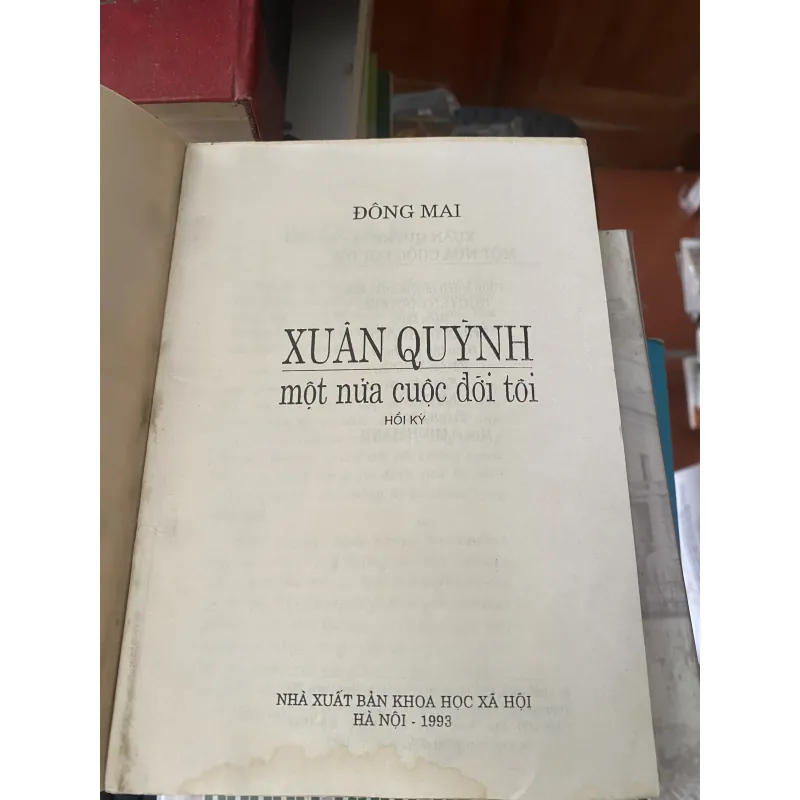 ĐÔNG MAI
XUÂN QUỲNH
một nửa cuộc đời tôi
HỒI KÝ
NHÀ XUẤT BẢN KHOA HỌC XÃ HỘI
HÀ NỘI - 1993